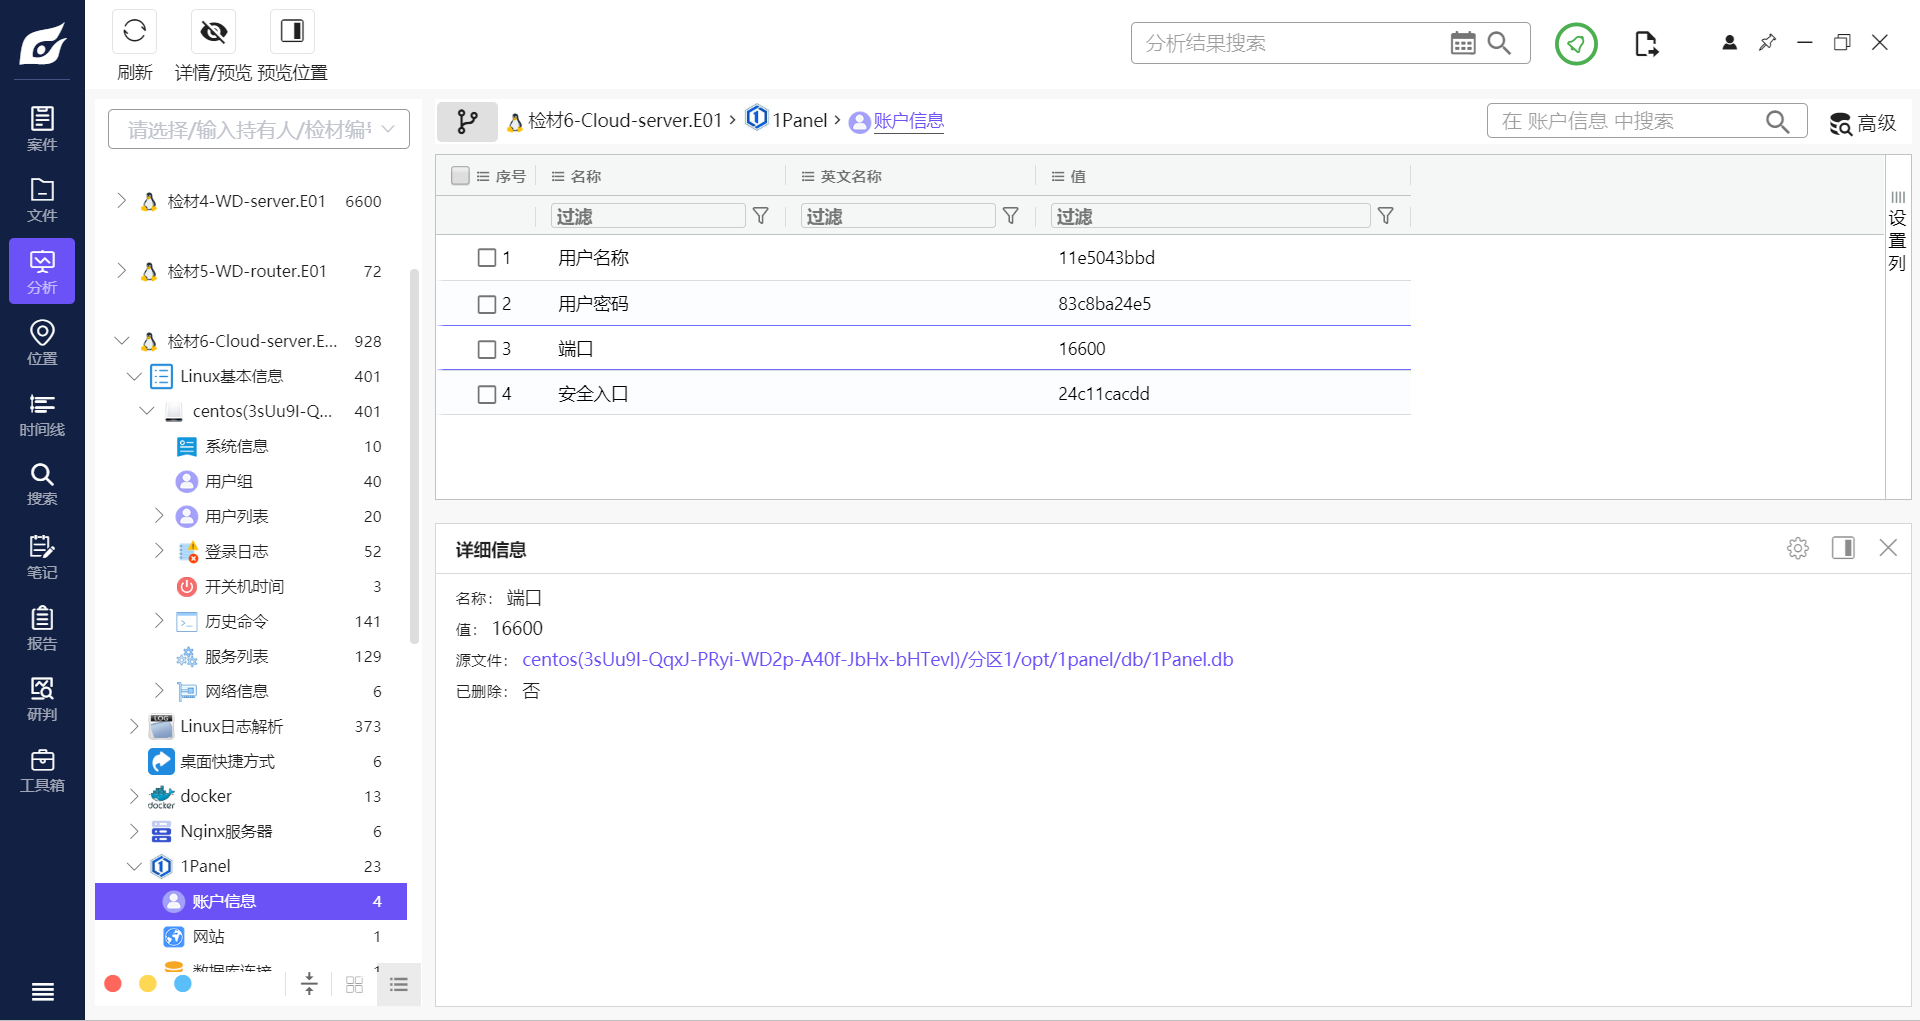 刷新
详情/预览
预览位置
分析结果搜索
案件
文件
分析
位置
时间线
搜索
笔记
报告
研判
工具箱
请选择/输入持有人/检材编号
检材4-WD-server.E01 6600
检材5-WD-router.E01 72
检材6-Cloud-server.E... 928
Linux基本信息 401
centos(3sUu9I-Q... 401
系统信息 10
用户组 40
用户列表 20
登录日志 52
开关机时间 3
历史命令 141
服务列表 129
网络信息 6
Linux日志解析 373
桌面快捷方式 6
docker 13
Nginx服务器 6
1Panel 23
账户信息 4
网站 1
数据库连接 1
检材6-Cloud-server.E01 › 1Panel › 账户信息
在 账户信息 中搜索
高级
序号 名称 英文名称 值
过滤 过滤 过滤
1 用户名称 11e5043bbd
2 用户密码 83c8ba24e5
3 端口 16600
4 安全入口 24c11cacdd
设置列
详细信息
名称: 端口
值: 16600
源文件: centos(3sUu9I-QqxJ-PRyi-WD2p-A40f-JbHx-bHTevl)/分区1/opt/1panel/db/1Panel.db
已删除: 否